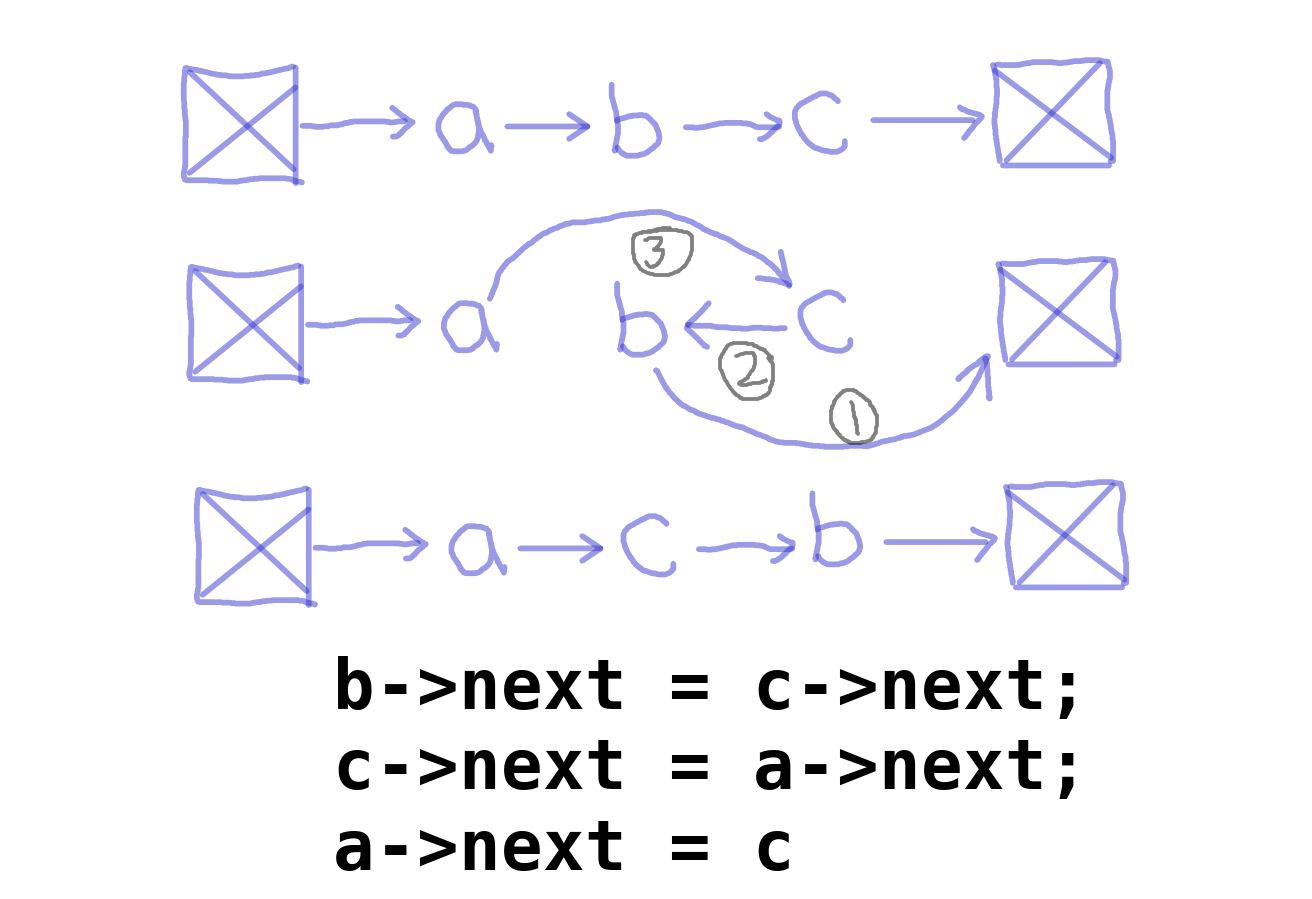 a b c
3
a b c
2
1
a c b
b->next = c->next;
c->next = a->next;
a->next = c